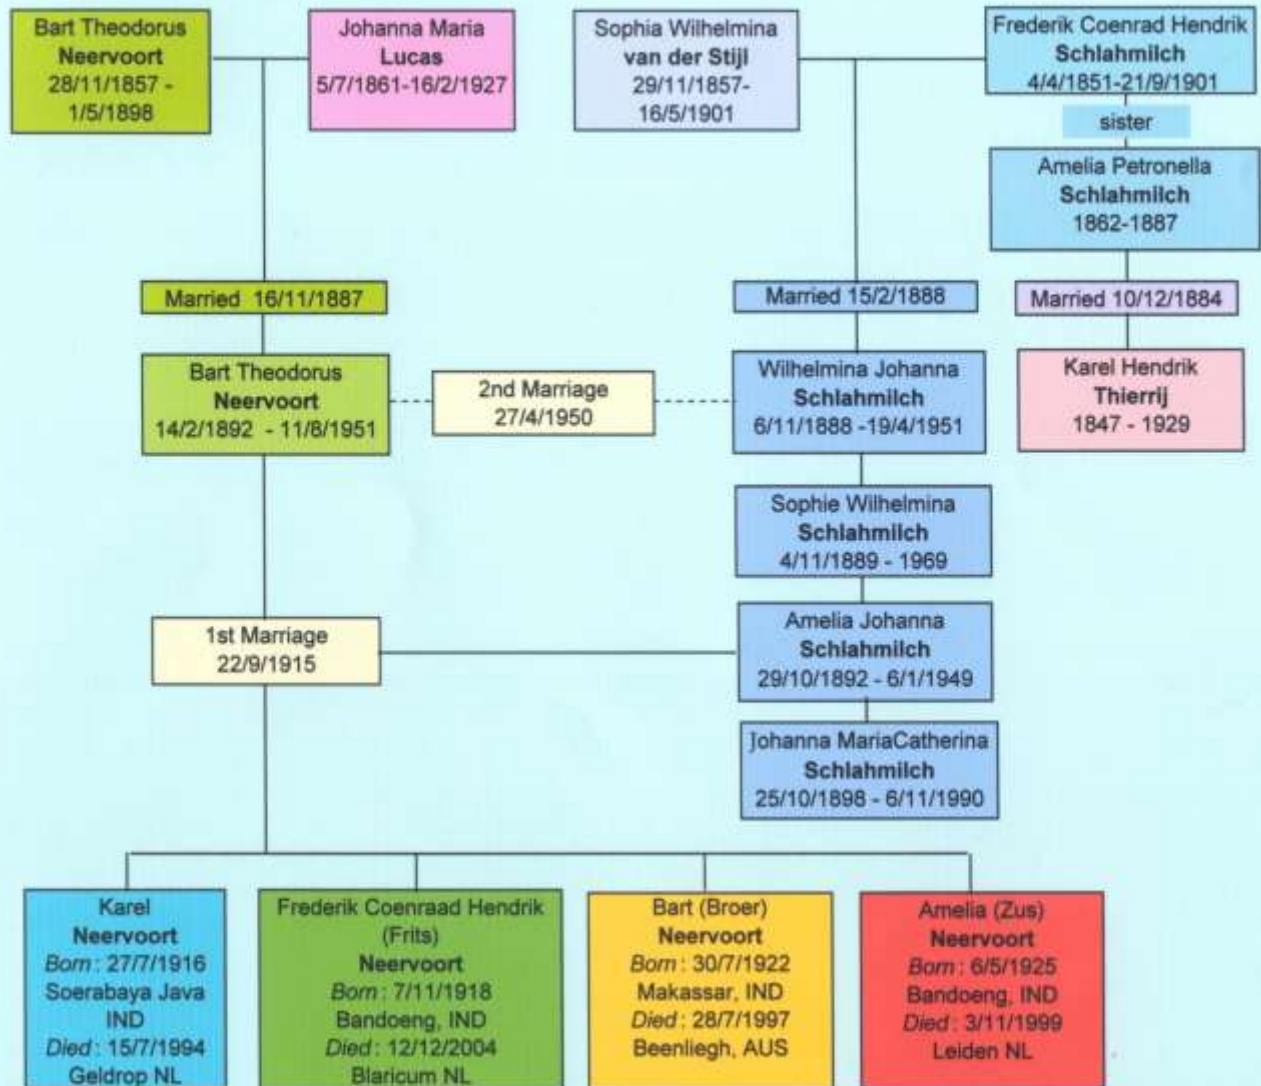 Bart Theodorus
Neervoort
28/11/1857 -
1/5/1898
Johanna Maria
Lucas
5/7/1861-16/2/1927
Sophia Wilhelmina
van der Stijl
29/11/1857-
16/5/1901
Frederik Coenrad Hendrik
Schlahmilch
4/4/1851-21/9/1901
sister
Amelia Petronella
Schlahmilch
1862-1887
Married 16/11/1887
Married 15/2/1888
Married 10/12/1884
Bart Theodorus
Neervoort
14/2/1892 - 11/8/1951
2nd Marriage
27/4/1950
Wilhelmina Johanna
Schlahmilch
6/11/1888 -19/4/1951
Karel Hendrik
Thierrij
1847 - 1929
Sophie Wilhelmina
Schlahmilch
4/11/1889 - 1969
1st Marriage
22/9/1915
Amelia Johanna
Schlahmilch
29/10/1892 - 6/1/1949
Johanna MariaCatherina
Schlahmilch
25/10/1898 - 6/11/1990
Karel
Neervoort
Born : 27/7/1916
Soerabaya Java
IND
Died : 15/7/1994
Geldrop NL
Frederik Coenraad Hendrik
(Frits)
Neervoort
Born : 7/11/1918
Bandoeng, IND
Died : 12/12/2004
Blaricum NL
Bart (Broer)
Neervoort
Born : 30/7/1922
Makassar, IND
Died : 28/7/1997
Beenliegh, AUS
Amelia (Zus)
Neervoort
Born : 6/5/1925
Bandoeng, IND
Died : 3/11/1999
Leiden NL